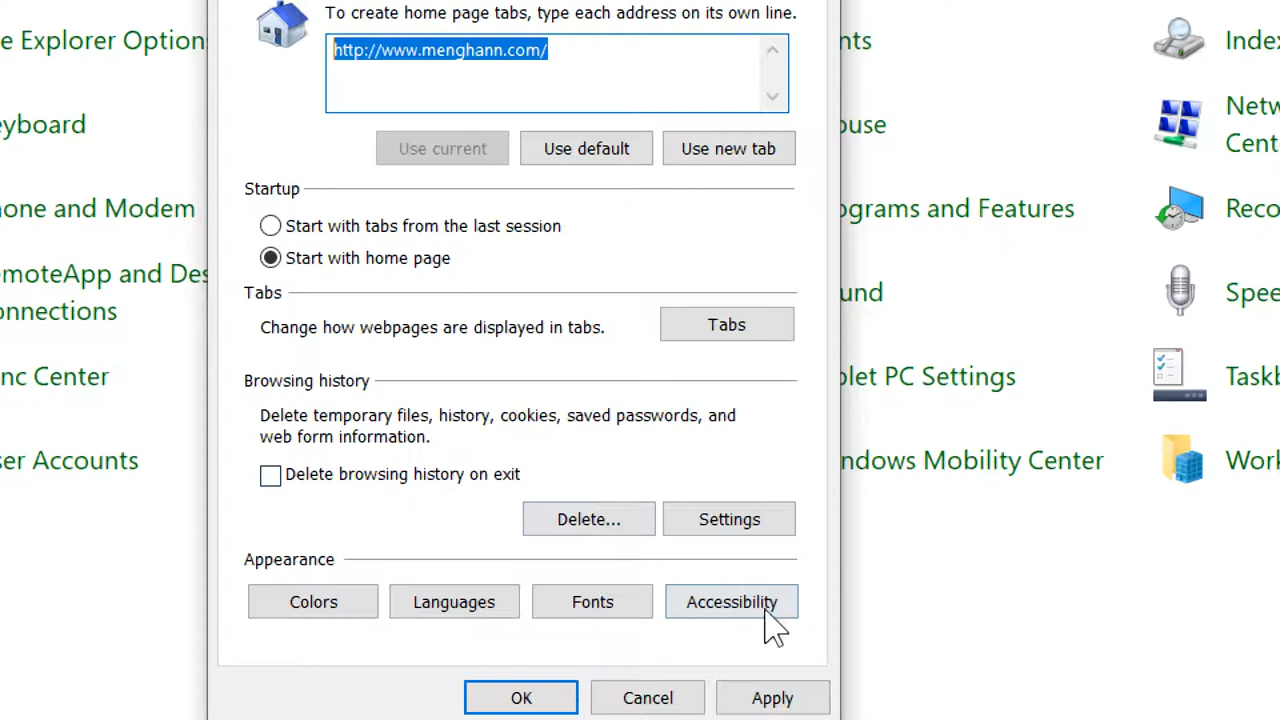 To create home page tabs, type each address on its own line.
http://www.menghann.com/
Use current
Use default
Use new tab
Startup
Start with tabs from the last session
Start with home page
Tabs
Change how webpages are displayed in tabs.
Tabs
Browsing history
Delete temporary files, history, cookies, saved passwords, and
web form information.
Delete browsing history on exit
Delete...
Settings
Appearance
Colors
Languages
Fonts
Accessibility
OK
Cancel
Apply
e Explorer Options
eyboard
one and Modem
emoteApp and Des
onnections
nc Center
ser Accounts
nts
ouse
ograms and Features
und
blet PC Settings
ndows Mobility Center
Index
Netw
Cente
Reco
Spee
Taskb
Work